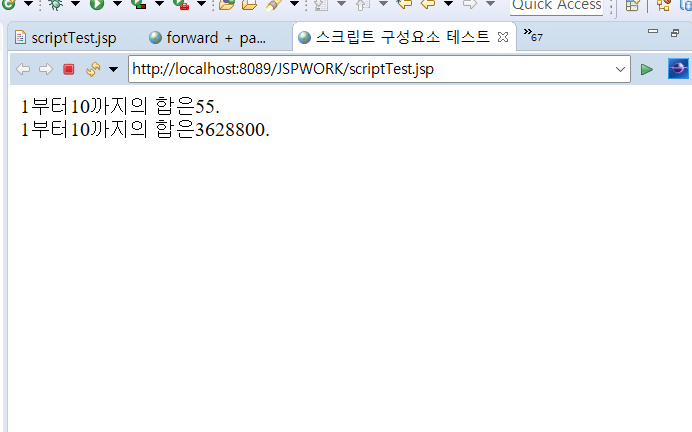 Quick Access
scriptTest.jsp
forward + pa...
스크립트 구성요소 테스트
»67
http://localhost:8089/JSPWORK/scriptTest.jsp
1부터10까지의 합은55.
1부터10까지의 합은3628800.